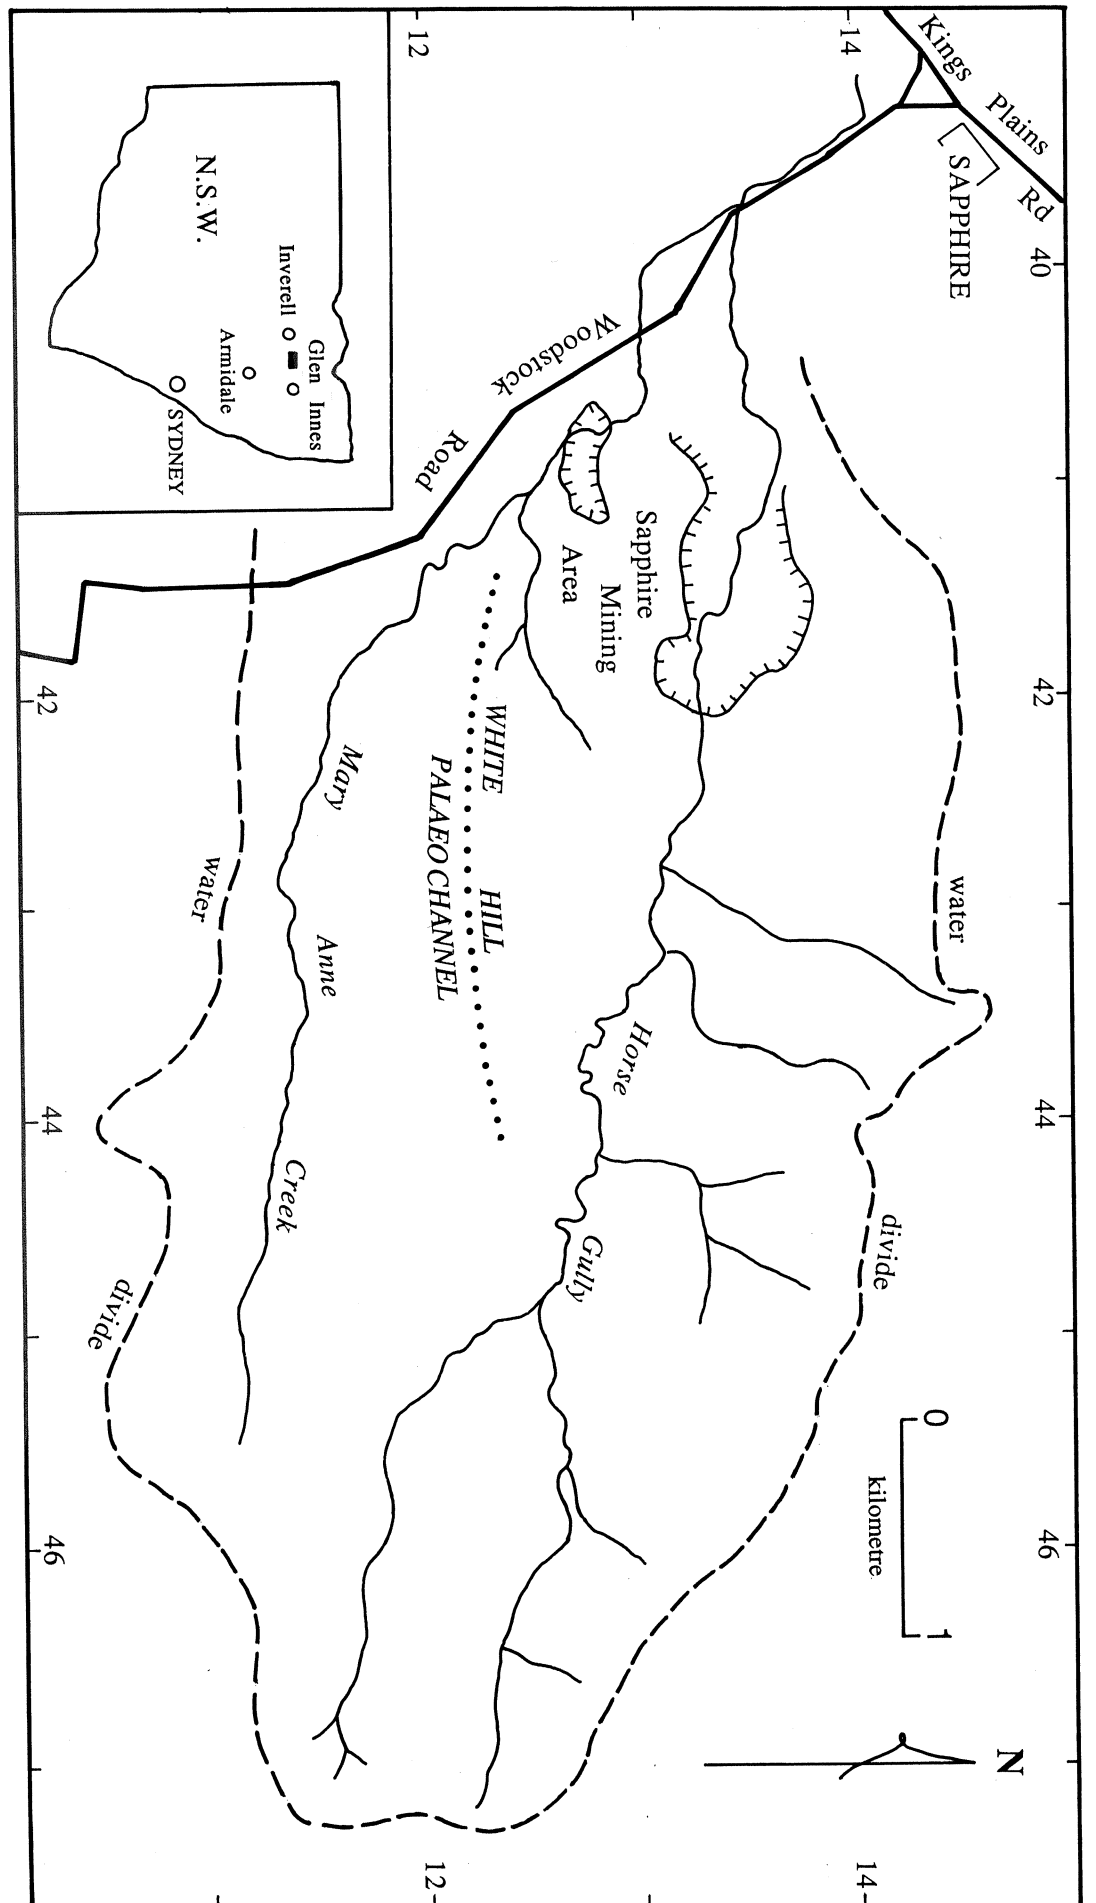 Kings Plains Rd
SAPPHIRE
40
42
44
46
14
12
14
12
42
44
46
0 1
kilometre
N
water divide
Woodstock Road
Sapphire
Mining
Area
Horse Gully
WHITE HILL
PALAEOCHANNEL
Mary Anne Creek
water divide
N.S.W.
Inverell
Glen Innes
Armidale
SYDNEY